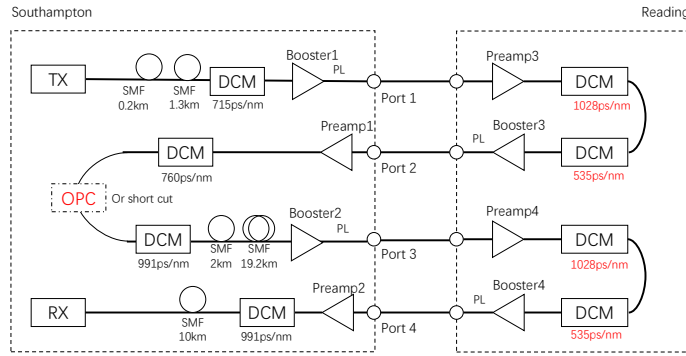 Southampton
Reading
TX
SMF
0.2km
SMF
1.3km
DCM
715ps/nm
Booster1
PL
Port 1
Preamp3
DCM
1028ps/nm
DCM
760ps/nm
Preamp1
Port 2
Booster3
PL
DCM
535ps/nm
OPC
Or short cut
DCM
991ps/nm
SMF
2km
SMF
19.2km
Booster2
PL
Port 3
Preamp4
DCM
1028ps/nm
RX
SMF
10km
DCM
991ps/nm
Preamp2
Port 4
PL
Booster4
DCM
535ps/nm